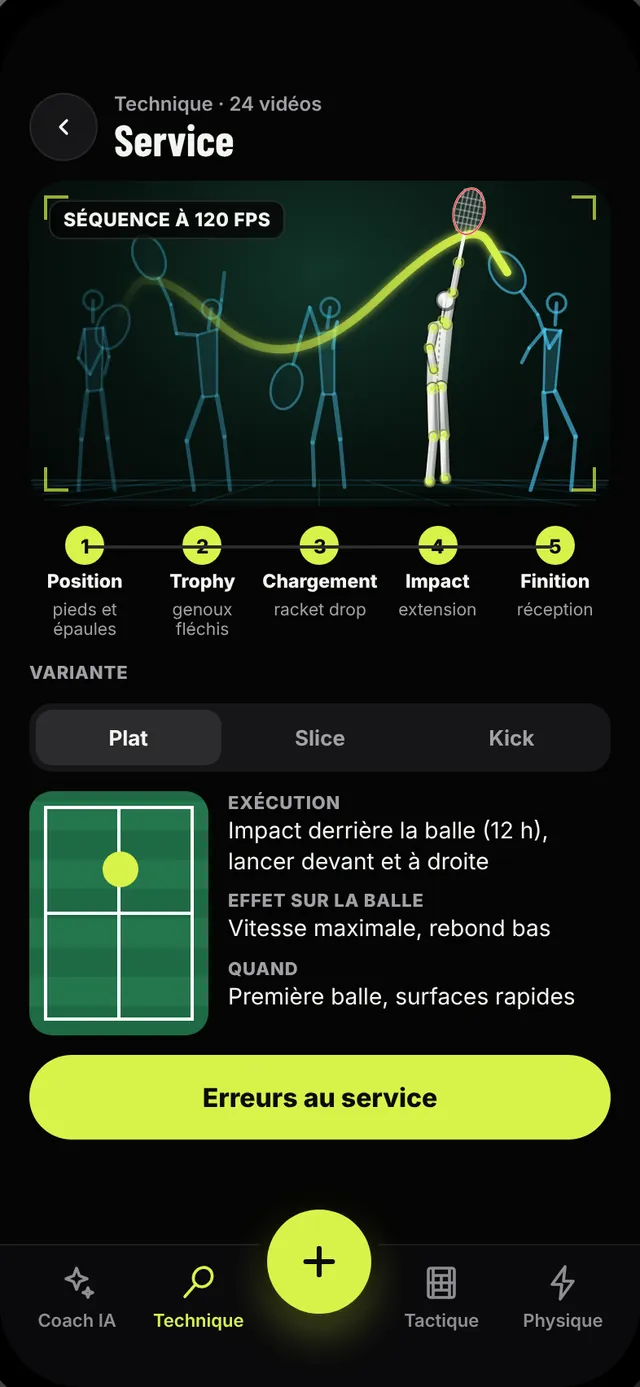 Technique · 24 vidéos
Service
SÉQUENCE À 120 FPS
1 2 3 4 5
Position Trophy Chargement Impact Finition
pieds et genoux racket drop extension réception
épaules fléchis
VARIANTE
Plat Slice Kick
EXÉCUTION
Impact derrière la balle (12 h),
lancer devant et à droite
EFFET SUR LA BALLE
Vitesse maximale, rebond bas
QUAND
Première balle, surfaces rapides
Erreurs au service
Coach IA Technique Tactique Physique